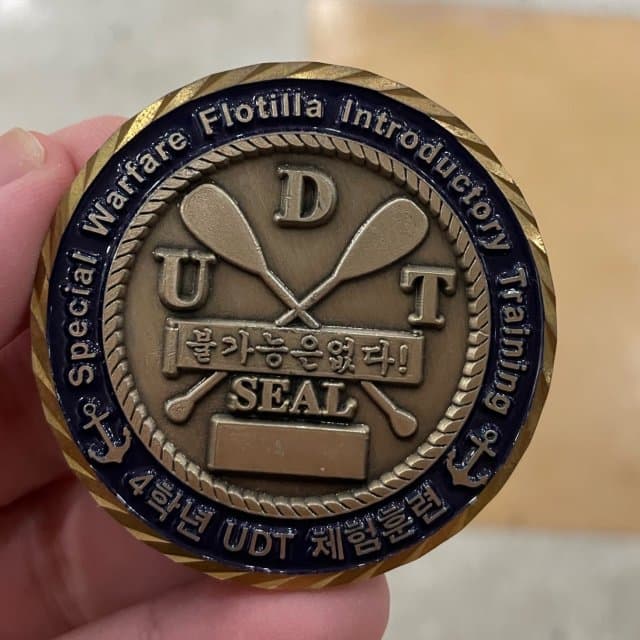 Special Warfare Flotilla Introductory Training
U D T
불가능은없다!
SEAL
4학년 UDT 체험훈련